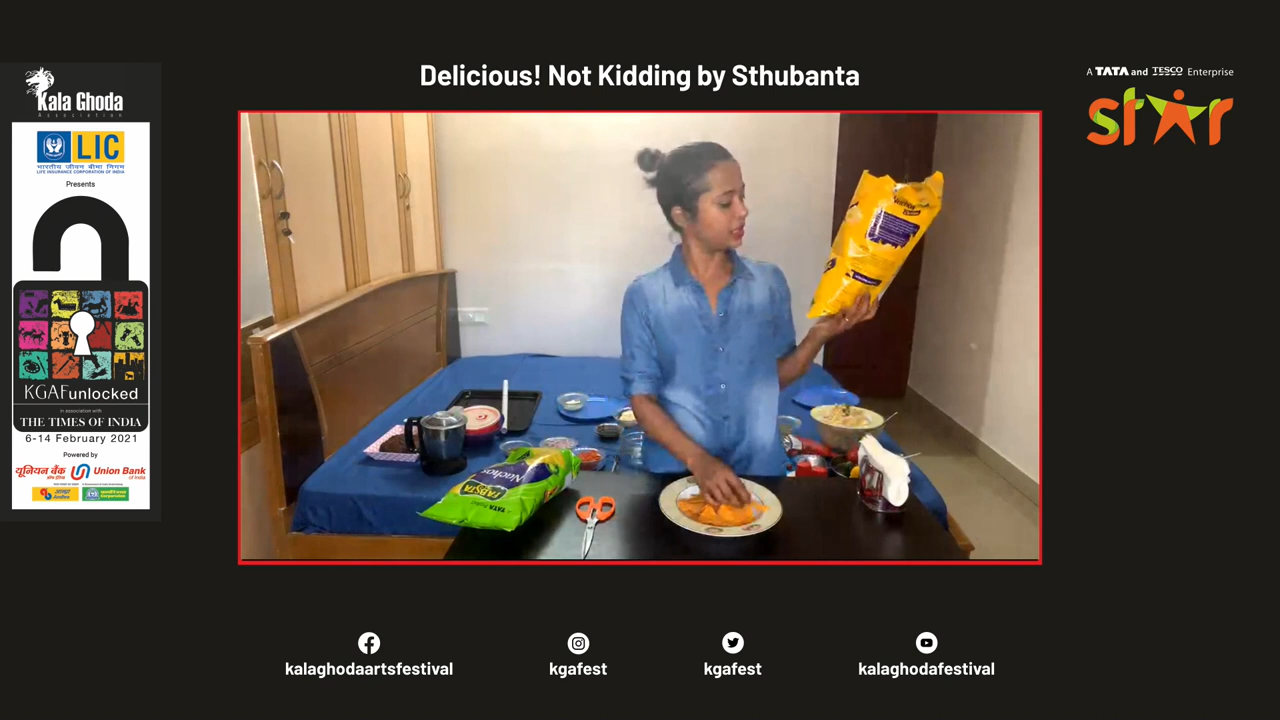 Delicious! Not Kidding by Sthubanta
A TATA and TESCO Enterprise
star
Kala Ghoda
Association
LIC
भारतीय जीवन बीमा निगम
LIFE INSURANCE CORPORATION OF INDIA
Presents
KGAFunlocked
in association with
THE TIMES OF INDIA
6-14 February 2021
Powered by
यूनियन बैंक
Union Bank
of India
Nachos
FABSTA
TATA
kalaghodaartsfestival
kgafest
kgafest
kalaghodafestival